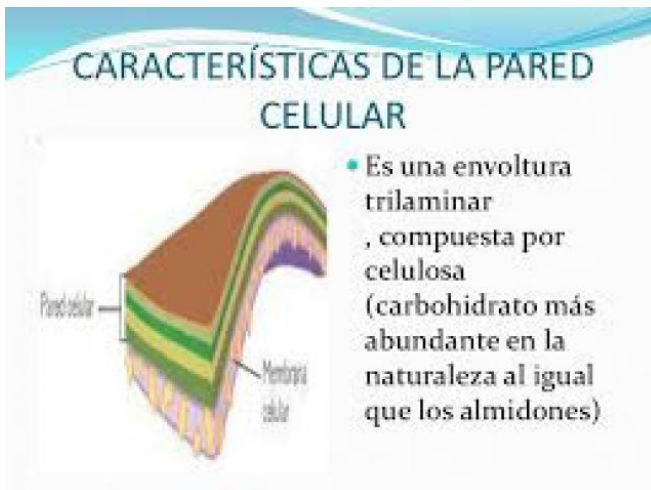 CARACTERÍSTICAS DE LA PARED
CELULAR
Es una envoltura
trilaminar
, compuesta por
celulosa
(carbohidrato más
abundante en la
naturaleza al igual
que los almidones)
Pared celular
Membrana
celular